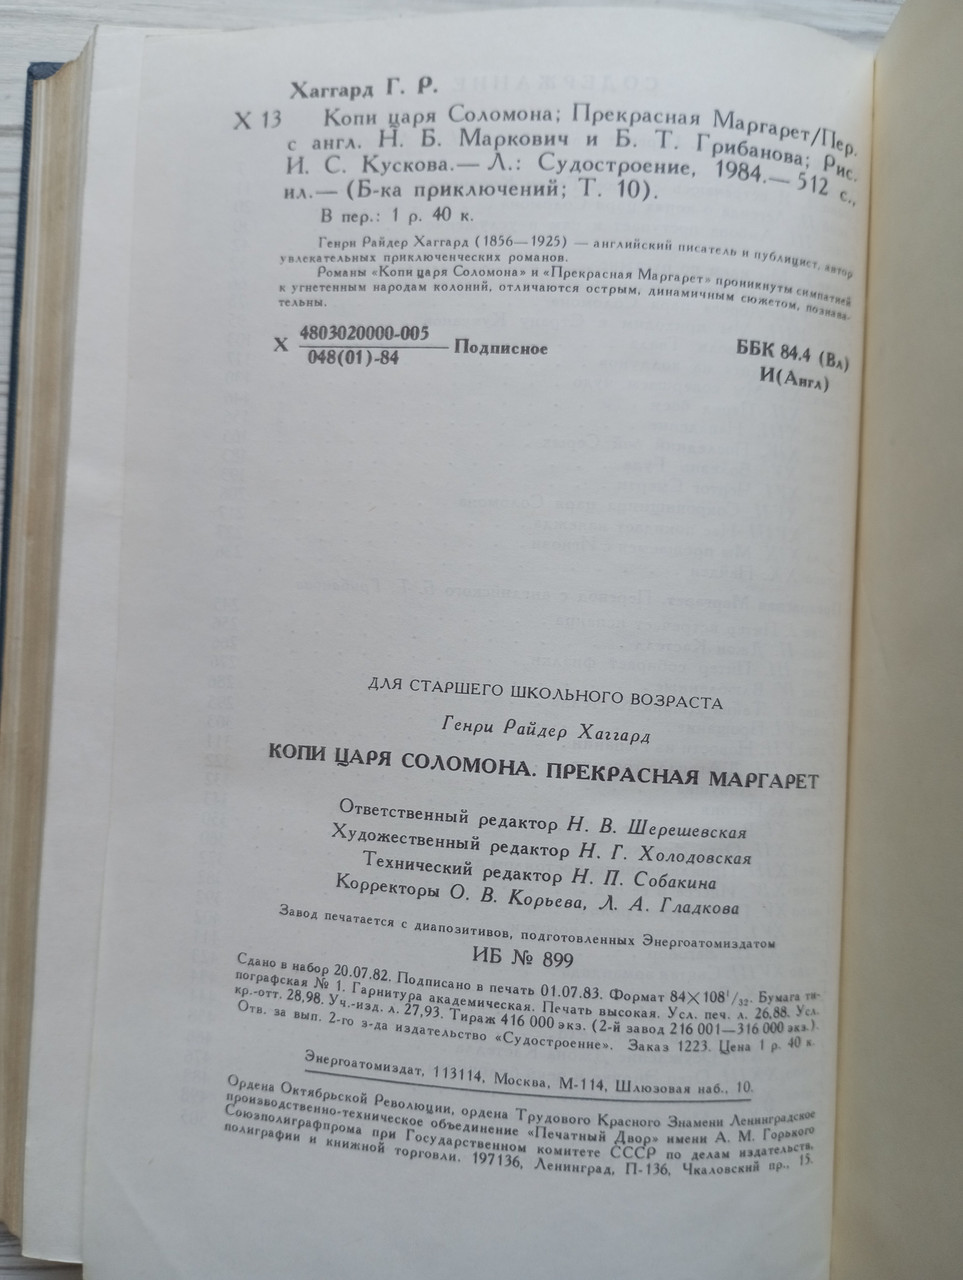 Хаггард Г. Р.
Х 13 Копи царя Соломона; Прекрасная Маргарет/Пер.
с англ. Н. Б. Маркович и Б. Т. Грибанова; Рис.
И. С. Кускова.— Л.: Судостроение, 1984.— 512 с.,
ил.— (Б-ка приключений; Т. 10).
В пер.: 1 р. 40 к.
Генри Райдер Хаггард (1856—1925) — английский писатель и публицист, автор
увлекательных приключенческих романов.
Романы «Копи царя Соломона» и «Прекрасная Маргарет» проникнуты симпатией
к угнетенным народам колоний, отличаются острым, динамичным сюжетом, познава-
тельны.
Х 4803020000-005
048(01)-84 Подписное
ББК 84.4 (Вл)
И(Англ)
ДЛЯ СТАРШЕГО ШКОЛЬНОГО ВОЗРАСТА
Генри Райдер Хаггард
КОПИ ЦАРЯ СОЛОМОНА. ПРЕКРАСНАЯ МАРГАРЕТ
Ответственный редактор Н. В. Шерешевская
Художественный редактор Н. Г. Холодовская
Технический редактор Н. П. Собакина
Корректоры О. В. Корьева, Л. А. Гладкова
Завод печатается с диапозитивов, подготовленных Энергоатомиздатом
ИБ № 899
Сдано в набор 20.07.82. Подписано в печать 01.07.83. Формат 84×108¹/₃₂. Бумага ти-
пографская № 1. Гарнитура академическая. Печать высокая. Усл. печ. л. 26,88. Усл.
кр.-отт. 28,98. Уч.-изд. л. 27,93. Тираж 416 000 экз. (2-й завод 216 001—316 000 экз.).
Отв. за вып. 2-го з-да издательство «Судостроение». Заказ 1223. Цена 1 р. 40 к.
Энергоатомиздат, 113114, Москва, М-114, Шлюзовая наб., 10.
Ордена Октябрьской Революции, ордена Трудового Красного Знамени Ленинградское
производственно-техническое объединение «Печатный Двор» имени А. М. Горького
Союзполиграфпрома при Государственном комитете СССР по делам издательств,
полиграфии и книжной торговли. 197136, Ленинград, П-136, Чкаловский пр., 15.